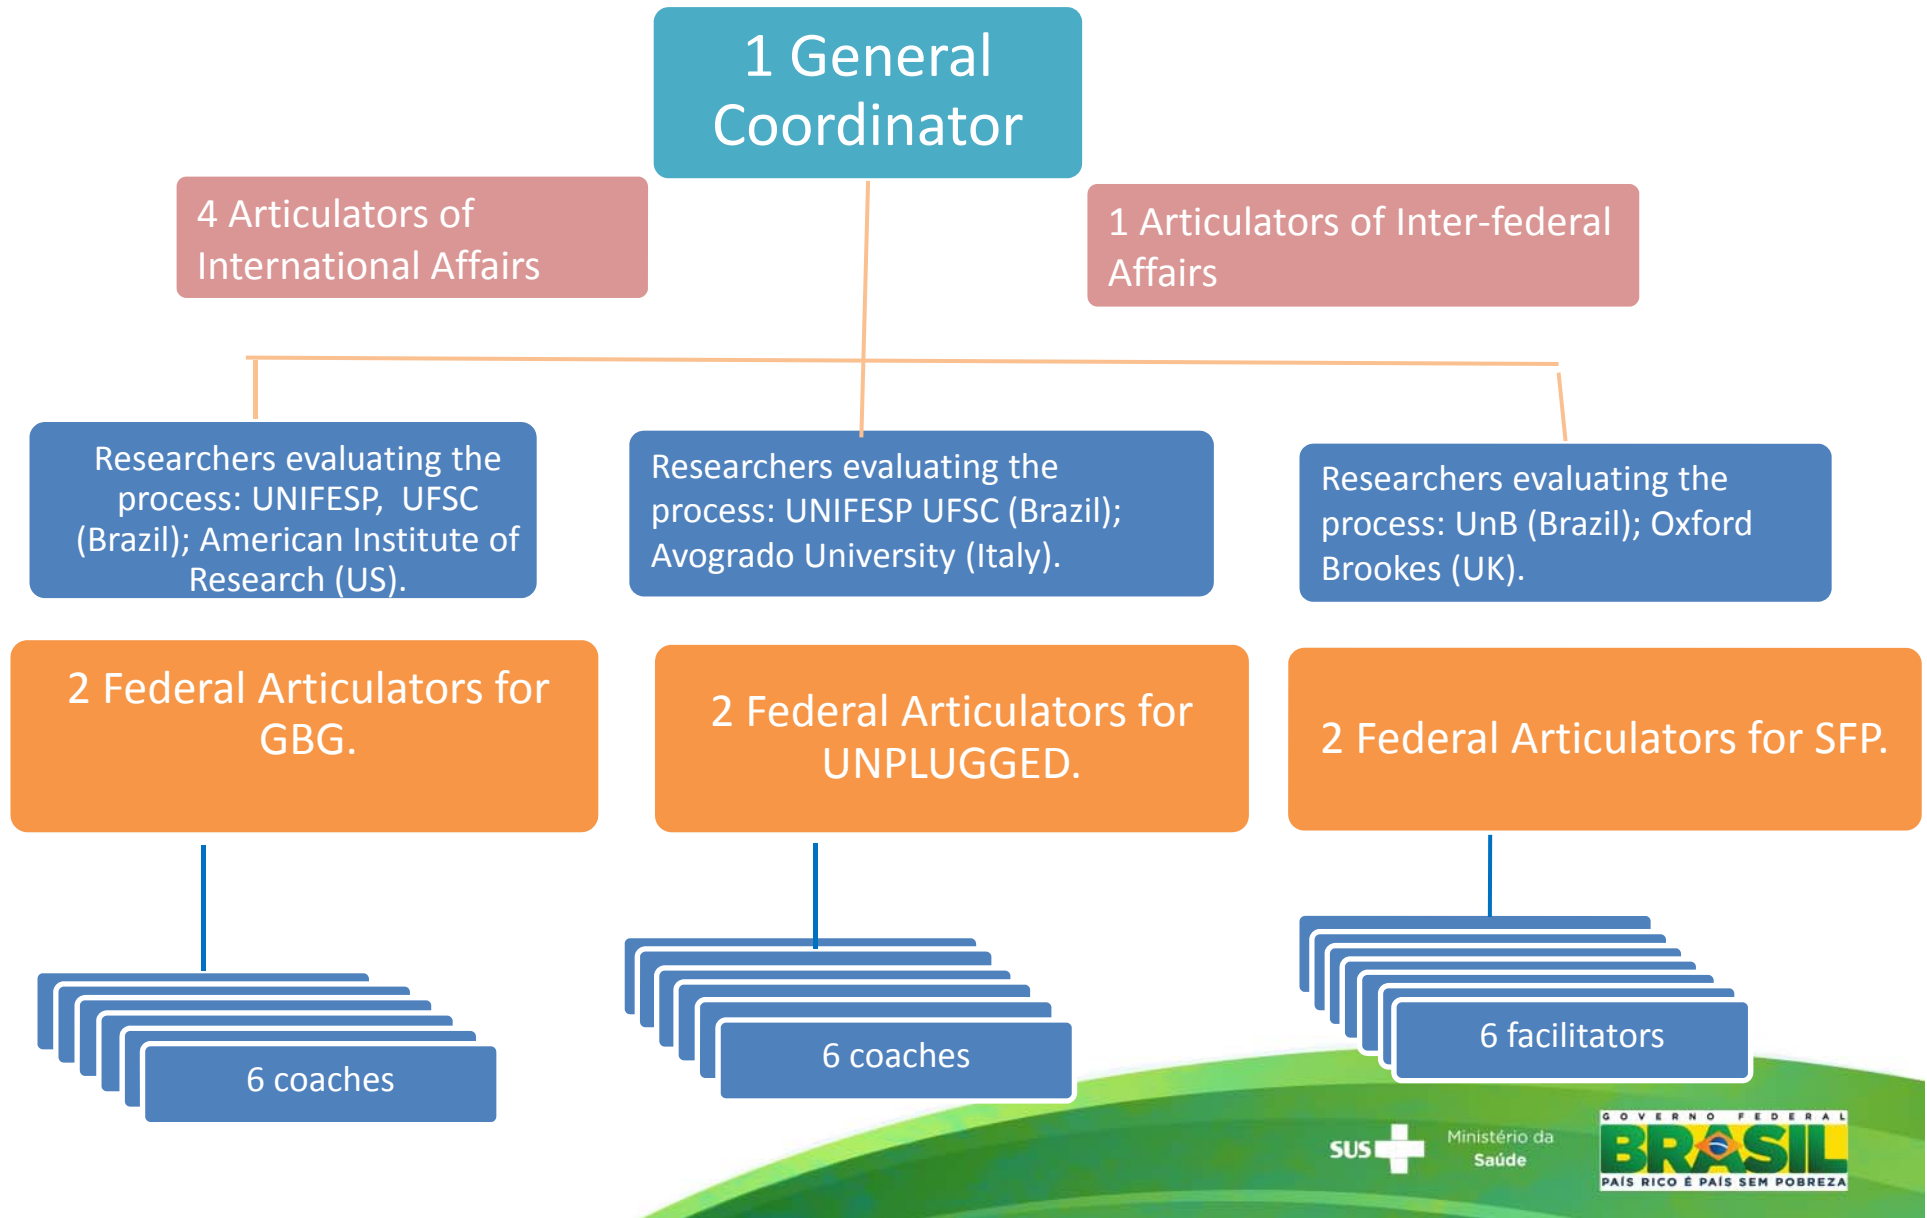 1 General
Coordinator
4 Articulators of
International Affairs
1 Articulators of Inter-federal
Affairs
Researchers evaluating the
process: UNIFESP, UFSC
(Brazil); American Institute of
Research (US).
Researchers evaluating the
process: UNIFESP UFSC (Brazil);
Avogrado University (Italy).
Researchers evaluating the
process: UnB (Brazil); Oxford
Brookes (UK).
2 Federal Articulators for
GBG.
2 Federal Articulators for
UNPLUGGED.
2 Federal Articulators for SFP.
6 coaches
6 coaches
6 facilitators
SUS
Ministério da
Saúde
GOVERNO FEDERAL
BRASIL
PAÍS RICO É PAÍS SEM POBREZA